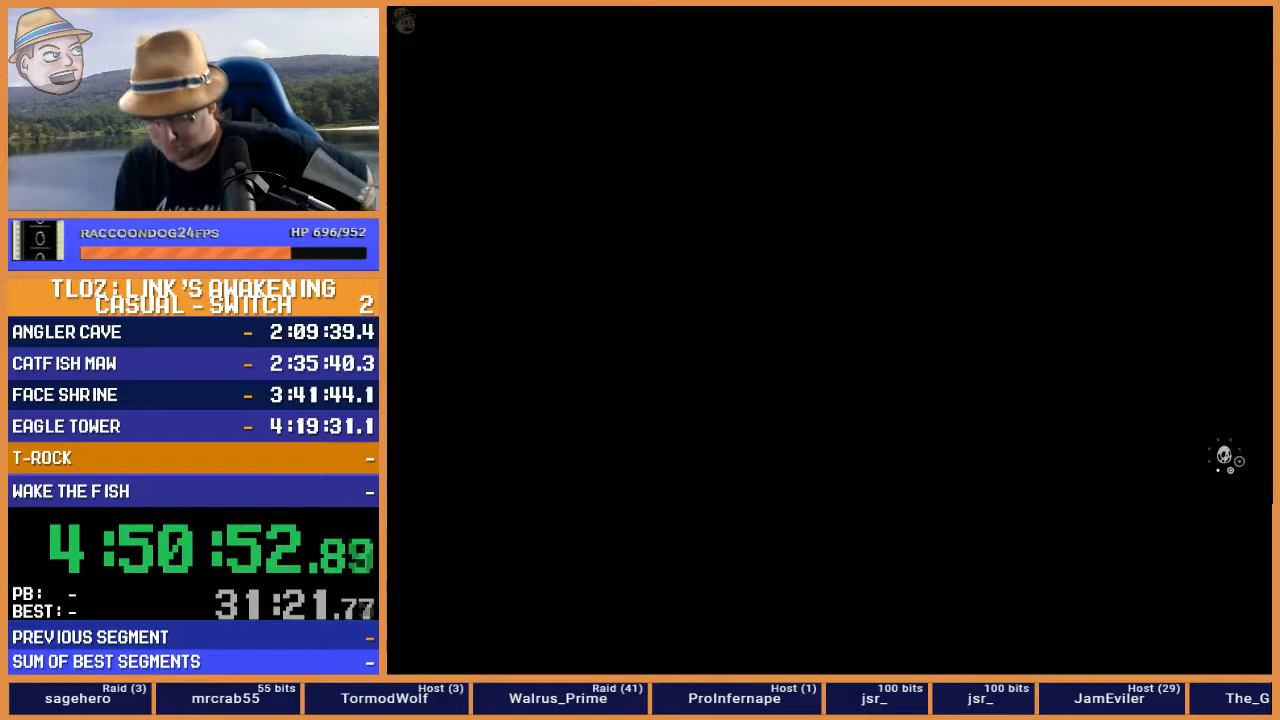 RACCOONDOG24FPS HP 696/952
0
TLOZ: LINK'S AWAKENING
CASUAL - SWITCH 2
ANGLER CAVE - 2:09:39.4
CATFISH MAW - 2:35:40.3
FACE SHRINE - 3:41:44.1
EAGLE TOWER - 4:19:31.1
T-ROCK -
WAKE THE FISH -
4:50:52.89
PB: -
BEST: -
31:21.77
PREVIOUS SEGMENT -
SUM OF BEST SEGMENTS -
Raid (3) 55 bits Host (3) Raid (41) Host (1) 100 bits 100 bits Host (29)
sagehero mrcrab55 TormodWolf Walrus_Prime ProInfernape jsr_ jsr_ JamEviler The_G